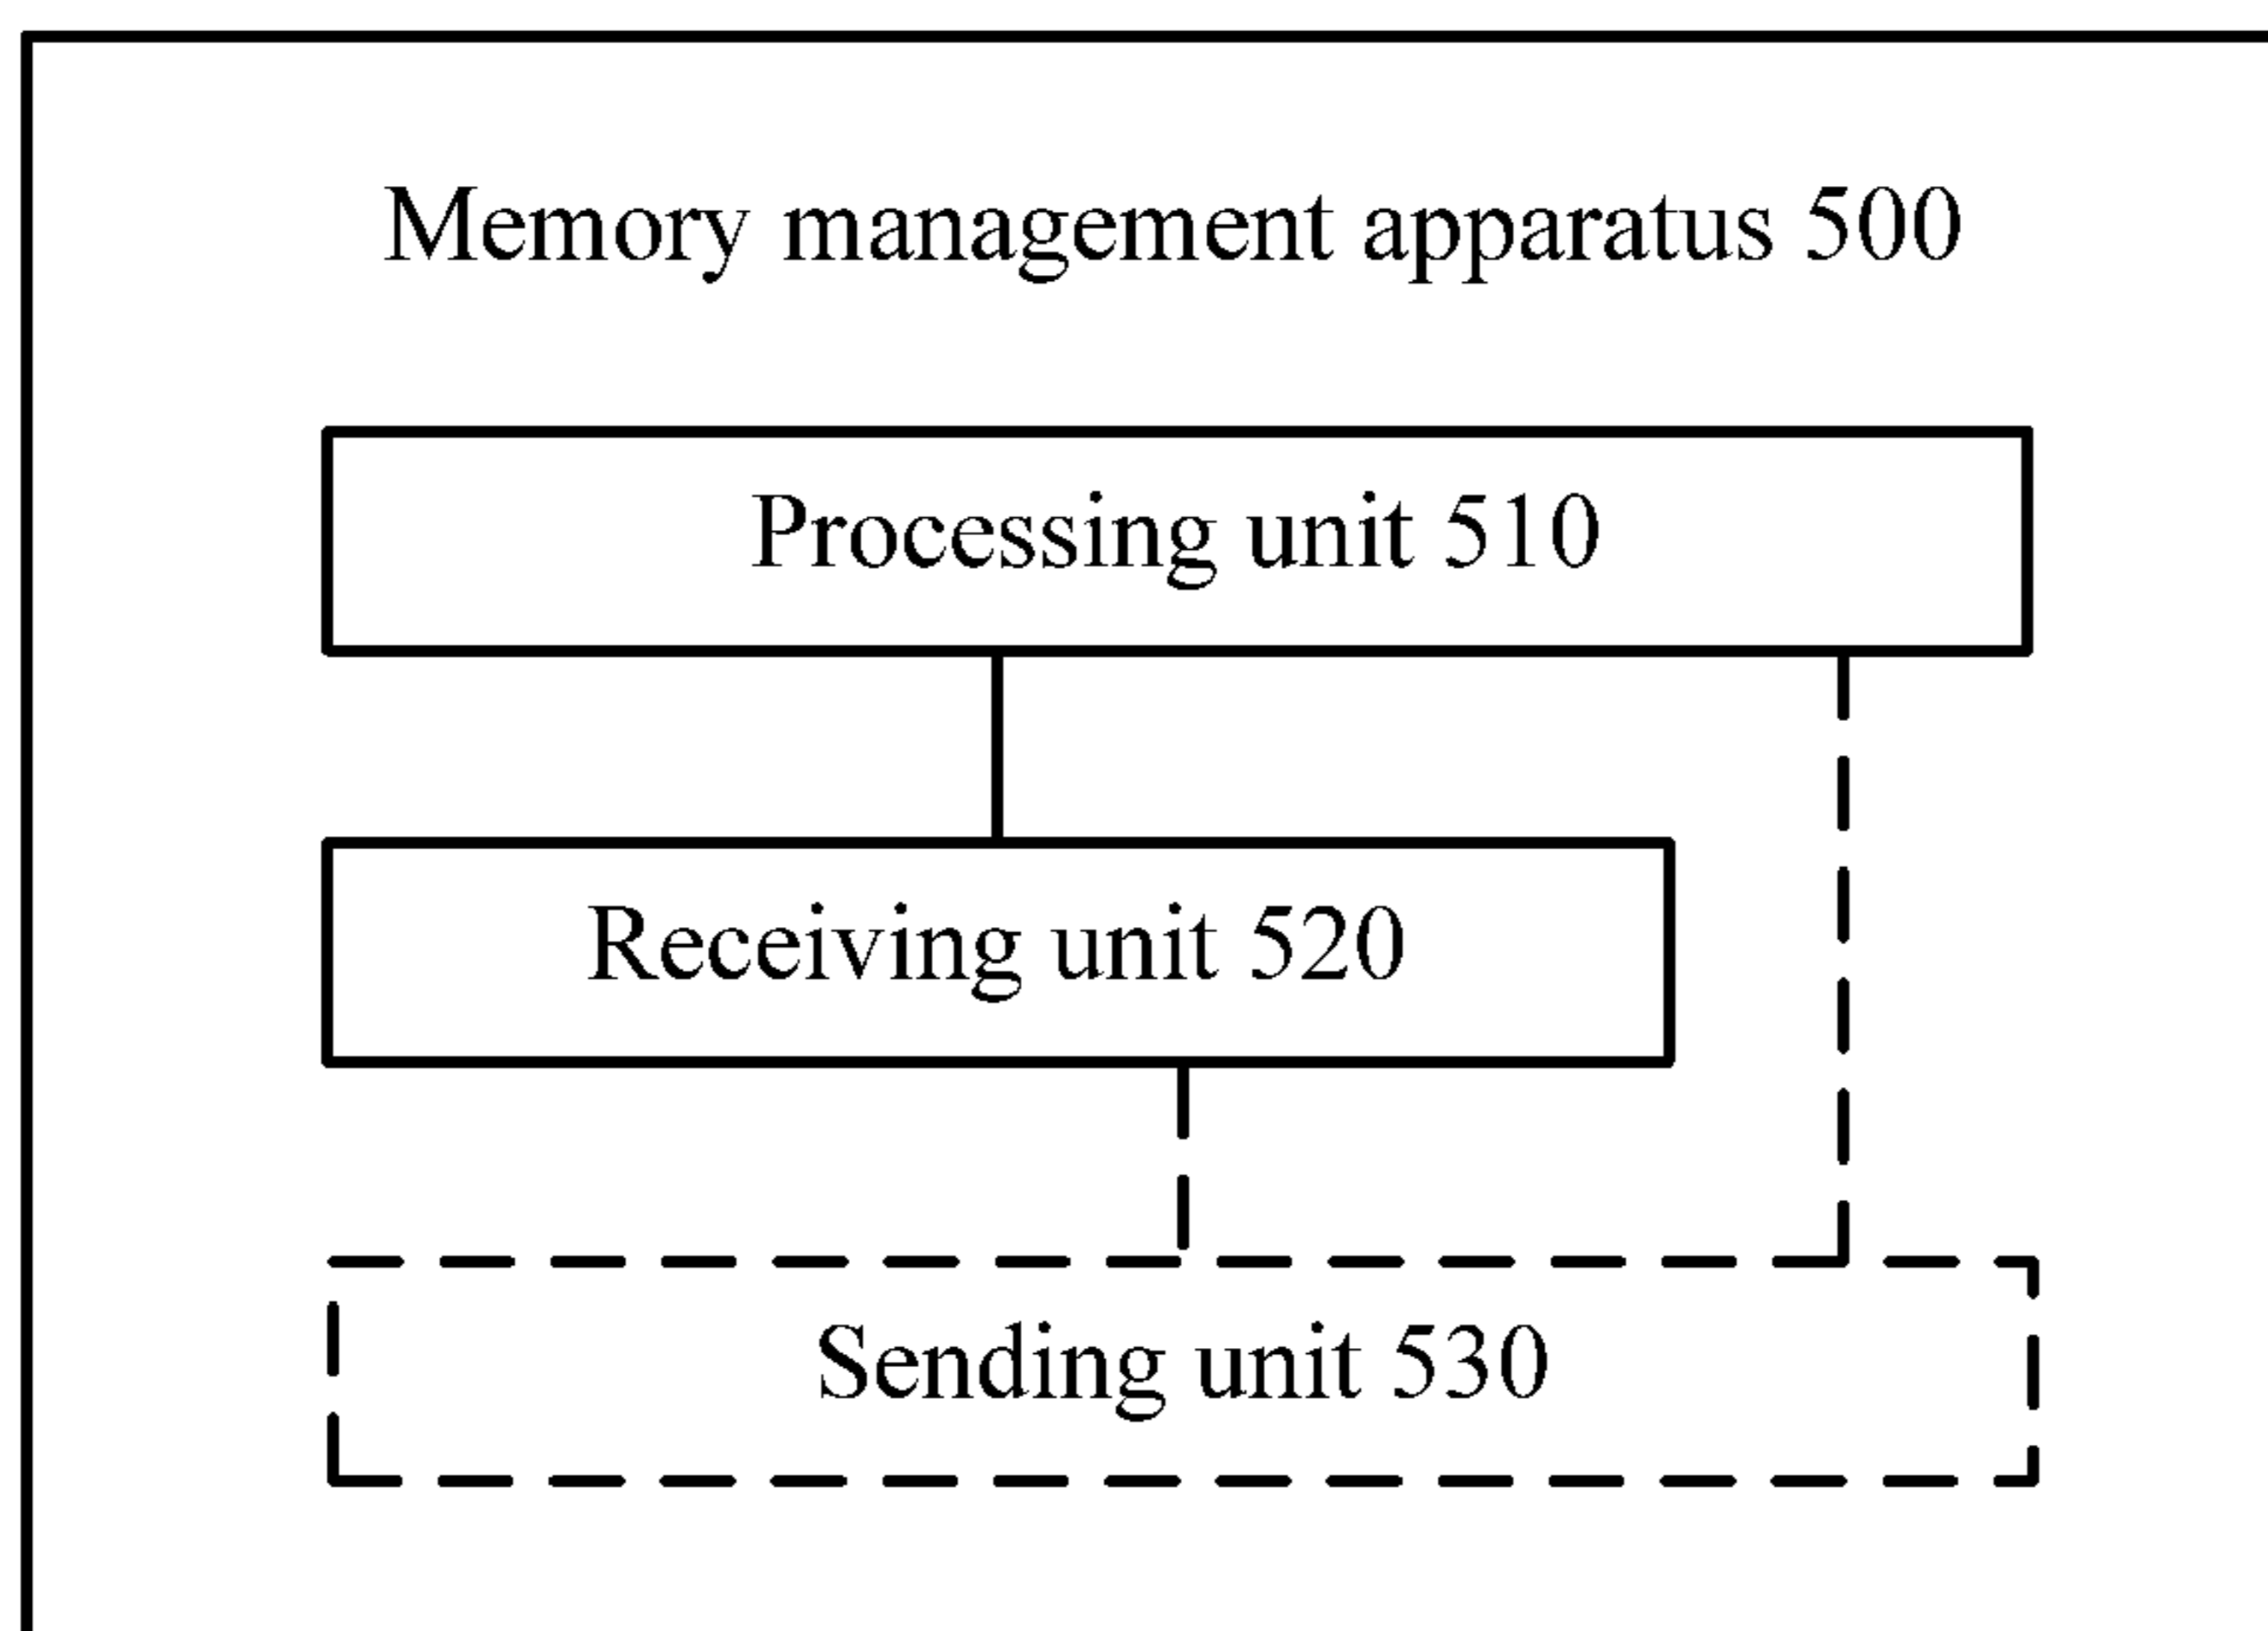 Memory management apparatus 500
Processing unit 510
Receiving unit 520
Sending unit 530